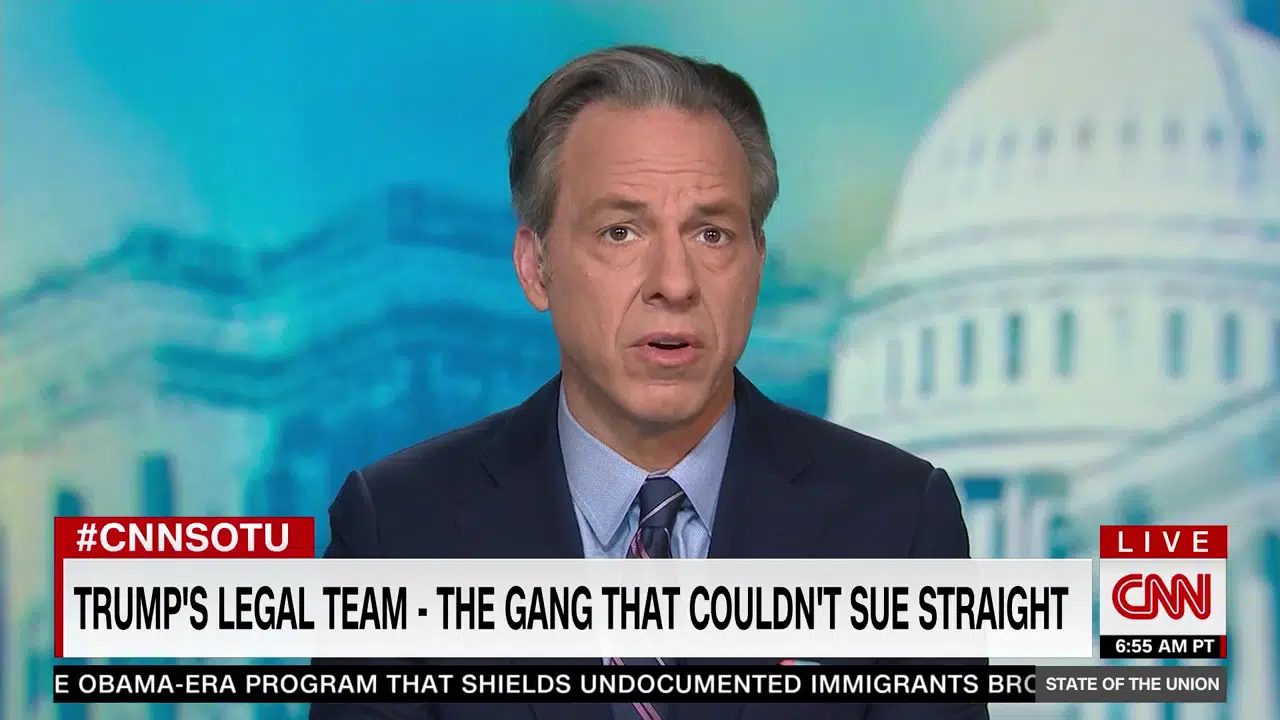 #CNNSOTU
TRUMP'S LEGAL TEAM - THE GANG THAT COULDN'T SUE STRAIGHT
LIVE
CNN
6:55 AM PT
E OBAMA-ERA PROGRAM THAT SHIELDS UNDOCUMENTED IMMIGRANTS BRO
STATE OF THE UNION